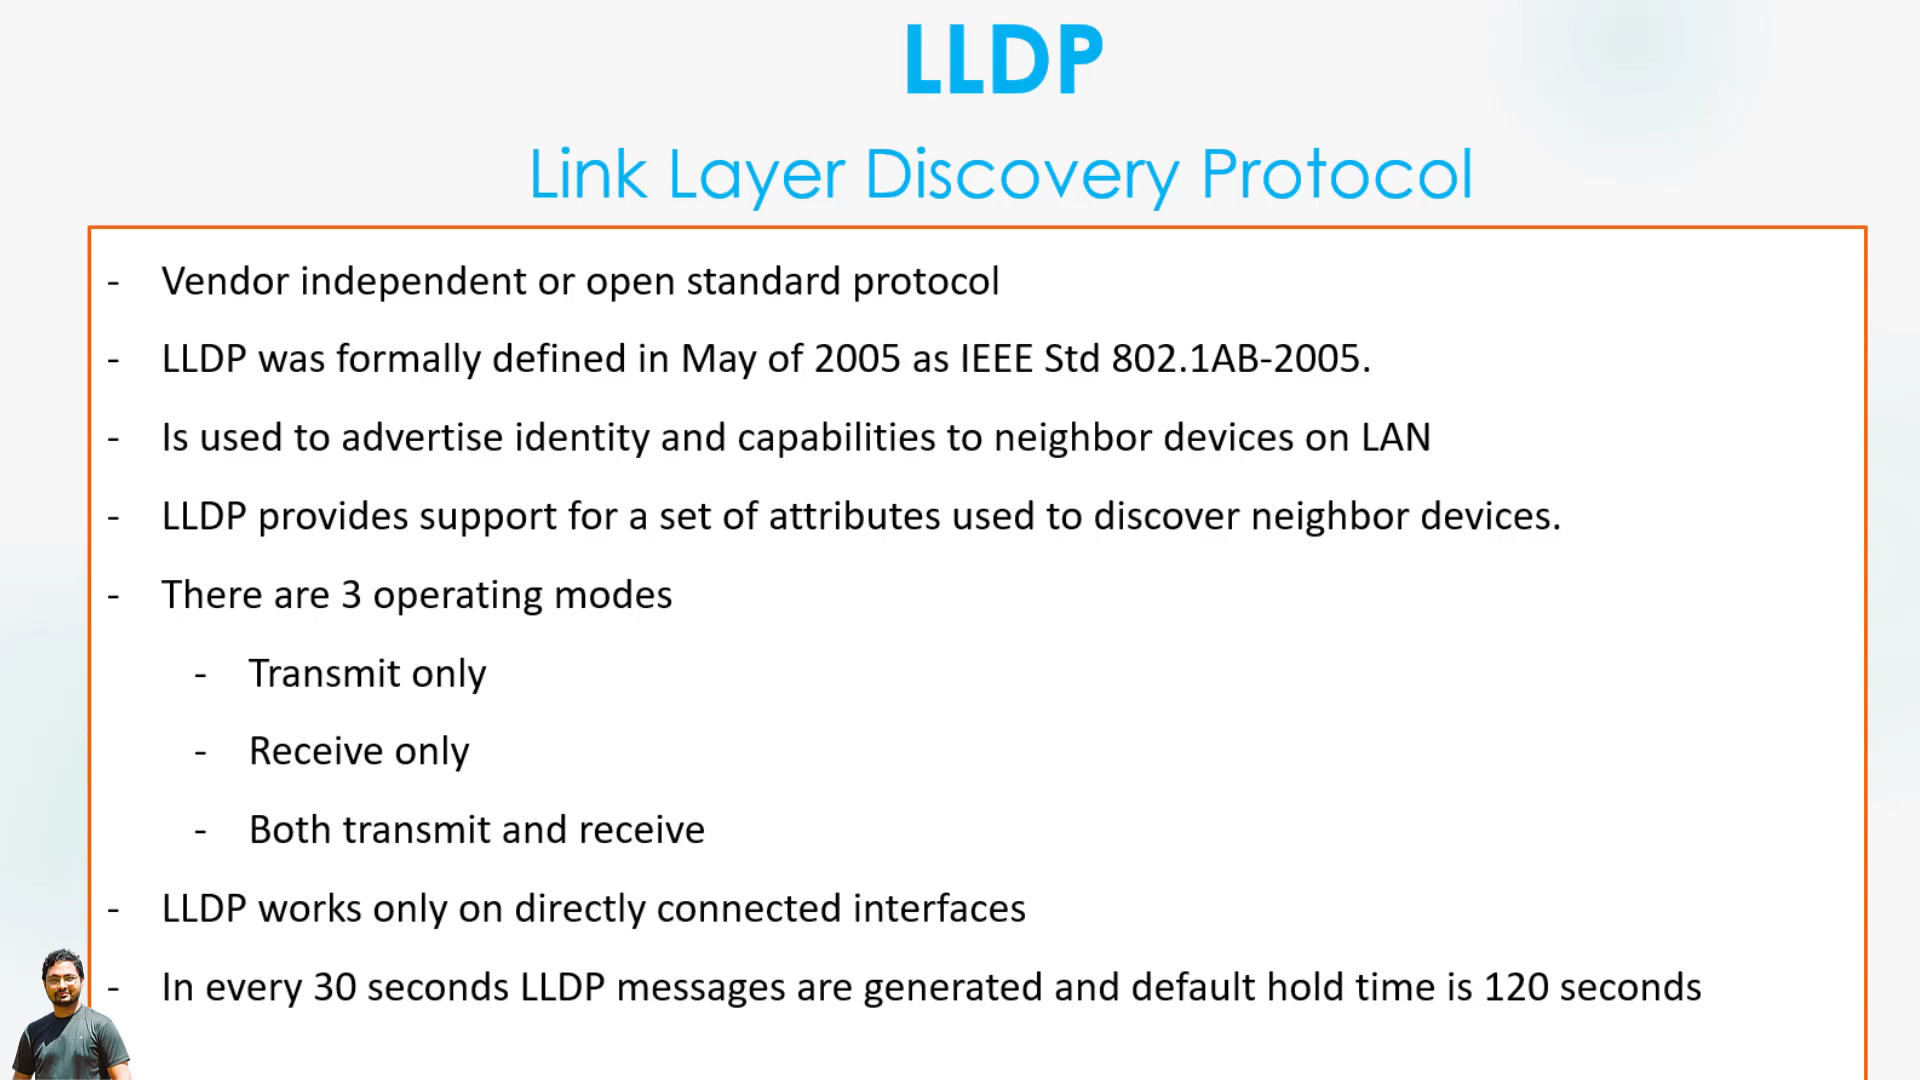 LLDP
Link Layer Discovery Protocol
- Vendor independent or open standard protocol
- LLDP was formally defined in May of 2005 as IEEE Std 802.1AB-2005.
- Is used to advertise identity and capabilities to neighbor devices on LAN
- LLDP provides support for a set of attributes used to discover neighbor devices.
- There are 3 operating modes
- Transmit only
- Receive only
- Both transmit and receive
- LLDP works only on directly connected interfaces
- In every 30 seconds LLDP messages are generated and default hold time is 120 seconds